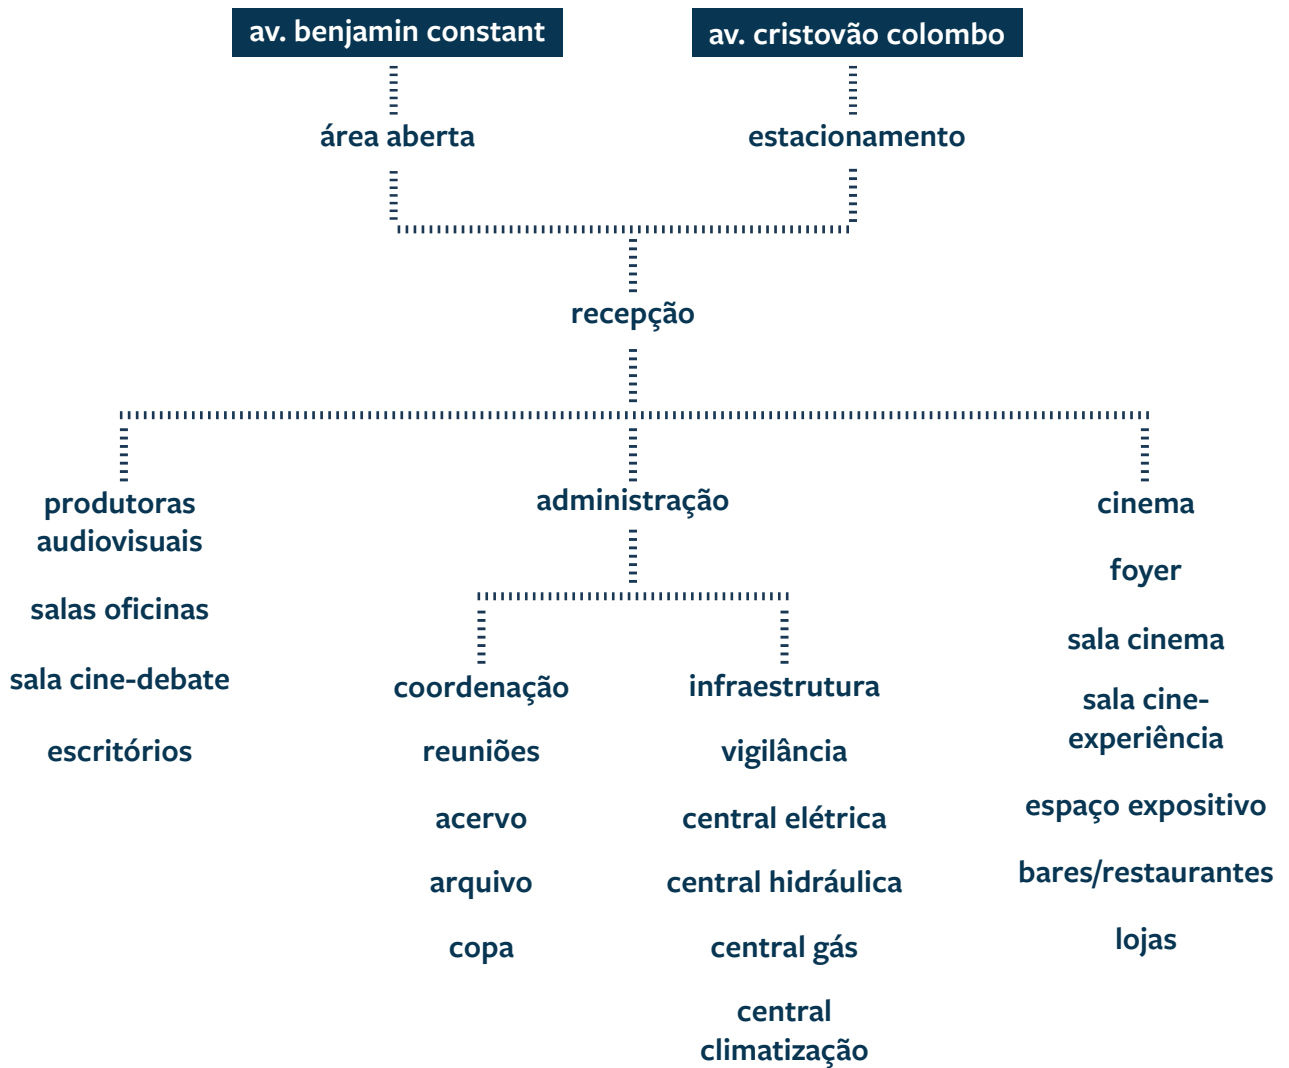 av. benjamin constant
av. cristovão colombo
área aberta
estacionamento
recepção
produtoras
audiovisuais
salas oficinas
sala cine-debate
escritórios
administração
coordenação
reuniões
acervo
arquivo
copa
infraestrutura
vigilância
central elétrica
central hidráulica
central gás
central
climatização
cinema
foyer
sala cinema
sala cine-
experiência
espaço expositivo
bares/restaurantes
lojas